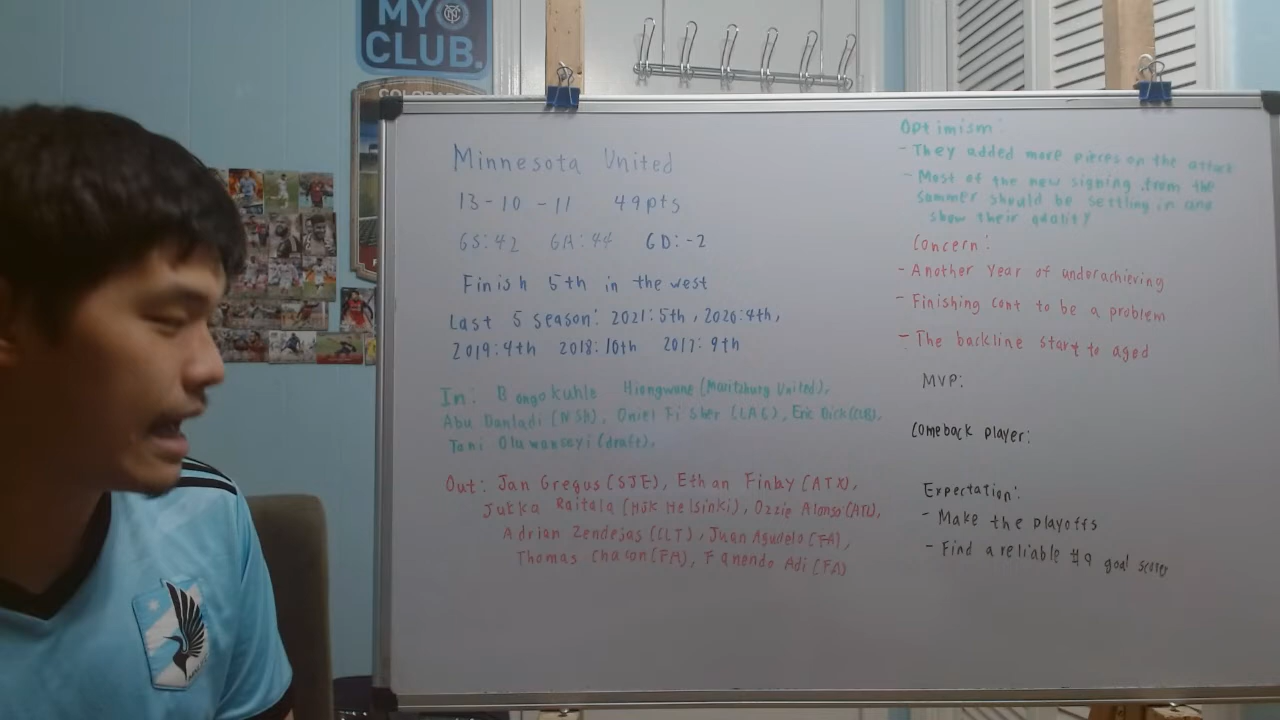 MY
CLUB.
COLORADO
Minnesota United
13-10-11 49pts
GS:42 GA:44 GD:-2
Finish 5th in the west
Last 5 season: 2021:5th, 2020:4th,
2019:4th 2018:10th 2017:9th
In: Bongokuhle Hlongwane (Maritzburg United),
Abu Danladi (NSH), Oniel Fisher (LAG), Eric Dick (CLB),
Tani Oluwaseyi (draft).
Out: Jan Gregus (SJE), Ethan Finlay (ATX),
Jukka Raitala (HJK Helsinki), Ozzie Alonso (ATL),
Adrian Zendejas (CLT), Juan Agudelo (FA),
Thomas Chacon (FA), Fanendo Adi (FA)
Optimism:
- They added more pieces on the attack
- Most of the new signing from the
summer should be settling in and
show their quality
Concern:
- Another Year of underachieving
- Finishing cont to be a problem
- The backline start to aged
MVP:
Comeback player:
Expectation:
- Make the playoffs
- Find a reliable #9 goal scorer